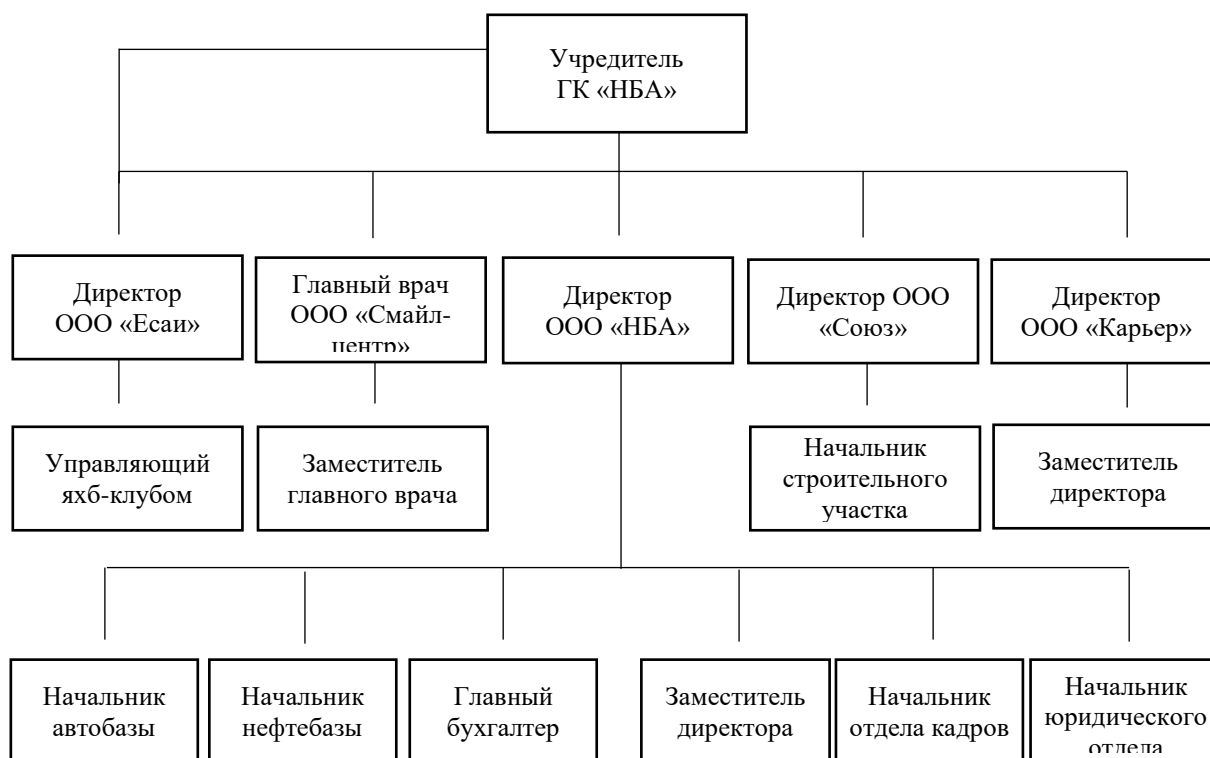 Учредитель
ГК «НБА»
Директор
ООО «Есаи»
Главный врач
ООО «Смайл-
центр»
Директор
ООО «НБА»
Директор ООО
«Союз»
Директор
ООО «Карьер»
Управляющий
яхб-клубом
Заместитель
главного врача
Начальник
строительного
участка
Заместитель
директора
Начальник
автобазы
Начальник
нефтебазы
Главный
бухгалтер
Заместитель
директора
Начальник
отдела кадров
Начальник
юридического
отдела